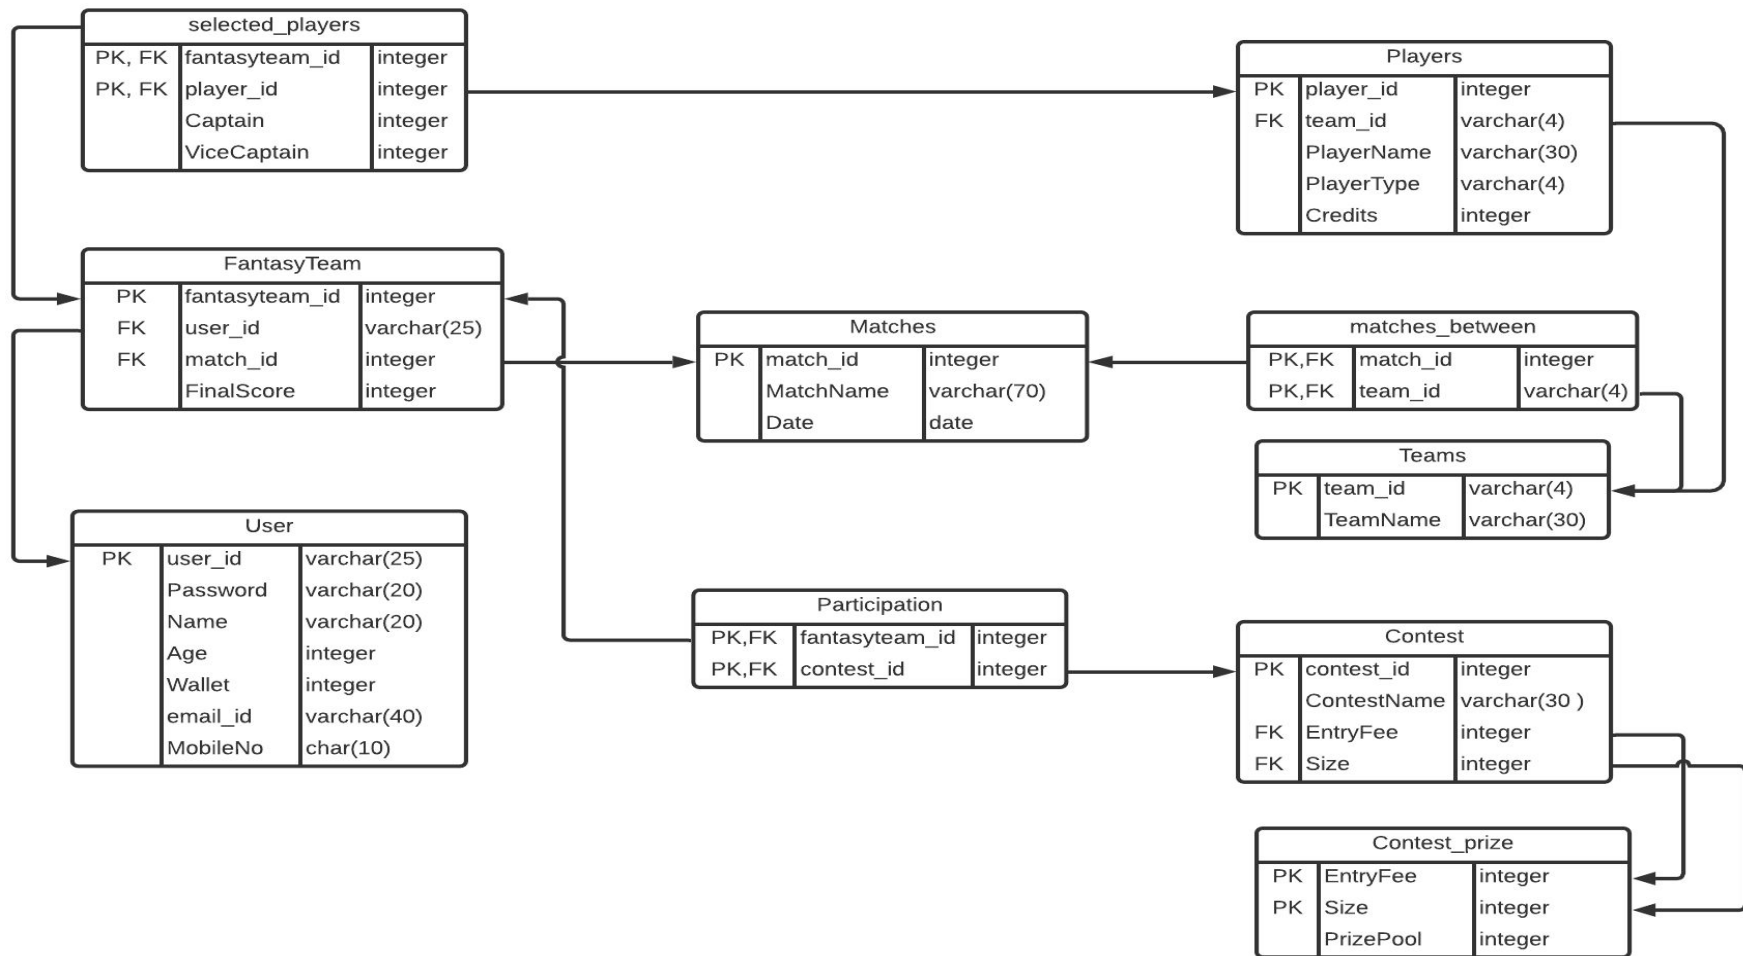 selected_players
PK, FK fantasyteam_id integer
PK, FK player_id integer
Captain integer
ViceCaptain integer
Players
PK player_id integer
FK team_id varchar(4)
PlayerName varchar(30)
PlayerType varchar(4)
Credits integer
FantasyTeam
PK fantasyteam_id integer
FK user_id varchar(25)
FK match_id integer
FinalScore integer
Matches
PK match_id integer
MatchName varchar(70)
Date date
matches_between
PK,FK match_id integer
PK,FK team_id varchar(4)
Teams
PK team_id varchar(4)
TeamName varchar(30)
User
PK user_id varchar(25)
Password varchar(20)
Name varchar(20)
Age integer
Wallet integer
email_id varchar(40)
MobileNo char(10)
Participation
PK,FK fantasyteam_id integer
PK,FK contest_id integer
Contest
PK contest_id integer
ContestName varchar(30 )
FK EntryFee integer
FK Size integer
Contest_prize
PK EntryFee integer
PK Size integer
PrizePool integer